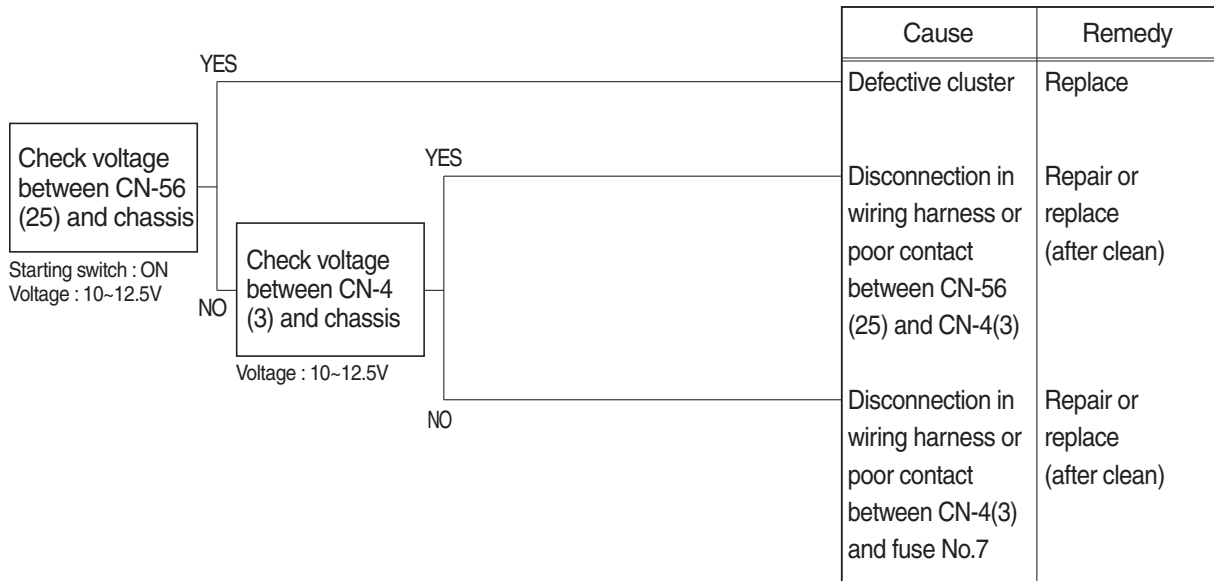 Cause
Remedy
YES
Defective cluster
Replace
Check voltage
between CN-56
(25) and chassis
Starting switch : ON
Voltage : 10~12.5V
NO
YES
Disconnection in
wiring harness or
poor contact
between CN-56
(25) and CN-4(3)
Repair or
replace
(after clean)
Check voltage
between CN-4
(3) and chassis
Voltage : 10~12.5V
NO
Disconnection in
wiring harness or
poor contact
between CN-4(3)
and fuse No.7
Repair or
replace
(after clean)